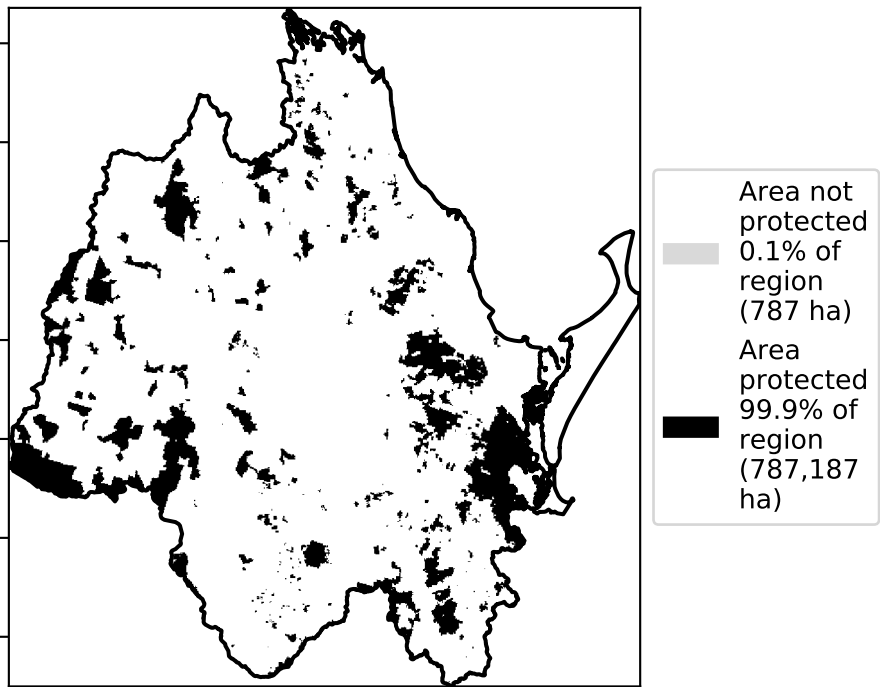 Area not
protected
0.1% of
region
(787 ha)
Area
protected
99.9% of
region
(787,187
ha)